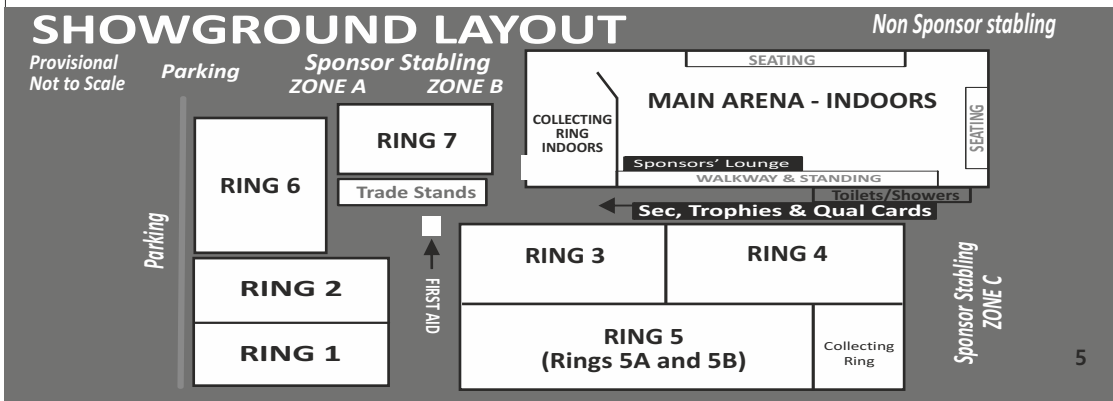 SHOWGROUND LAYOUT
Non Sponsor stabling
Provisional
Not to Scale
Parking
Sponsor Stabling
ZONE A
ZONE B
SEATING
MAIN ARENA - INDOORS
COLLECTING
RING
INDOORS
SEATING
RING 7
RING 6
Sponsors' Lounge
WALKWAY & STANDING
Trade Stands
Toilets/Showers
Sec, Trophies & Qual Cards
Parking
RING 3
RING 4
Sponsor Stabling
ZONE C
RING 2
FIRST AID
RING 5
(Rings 5A and 5B)
Collecting
Ring
RING 1
5